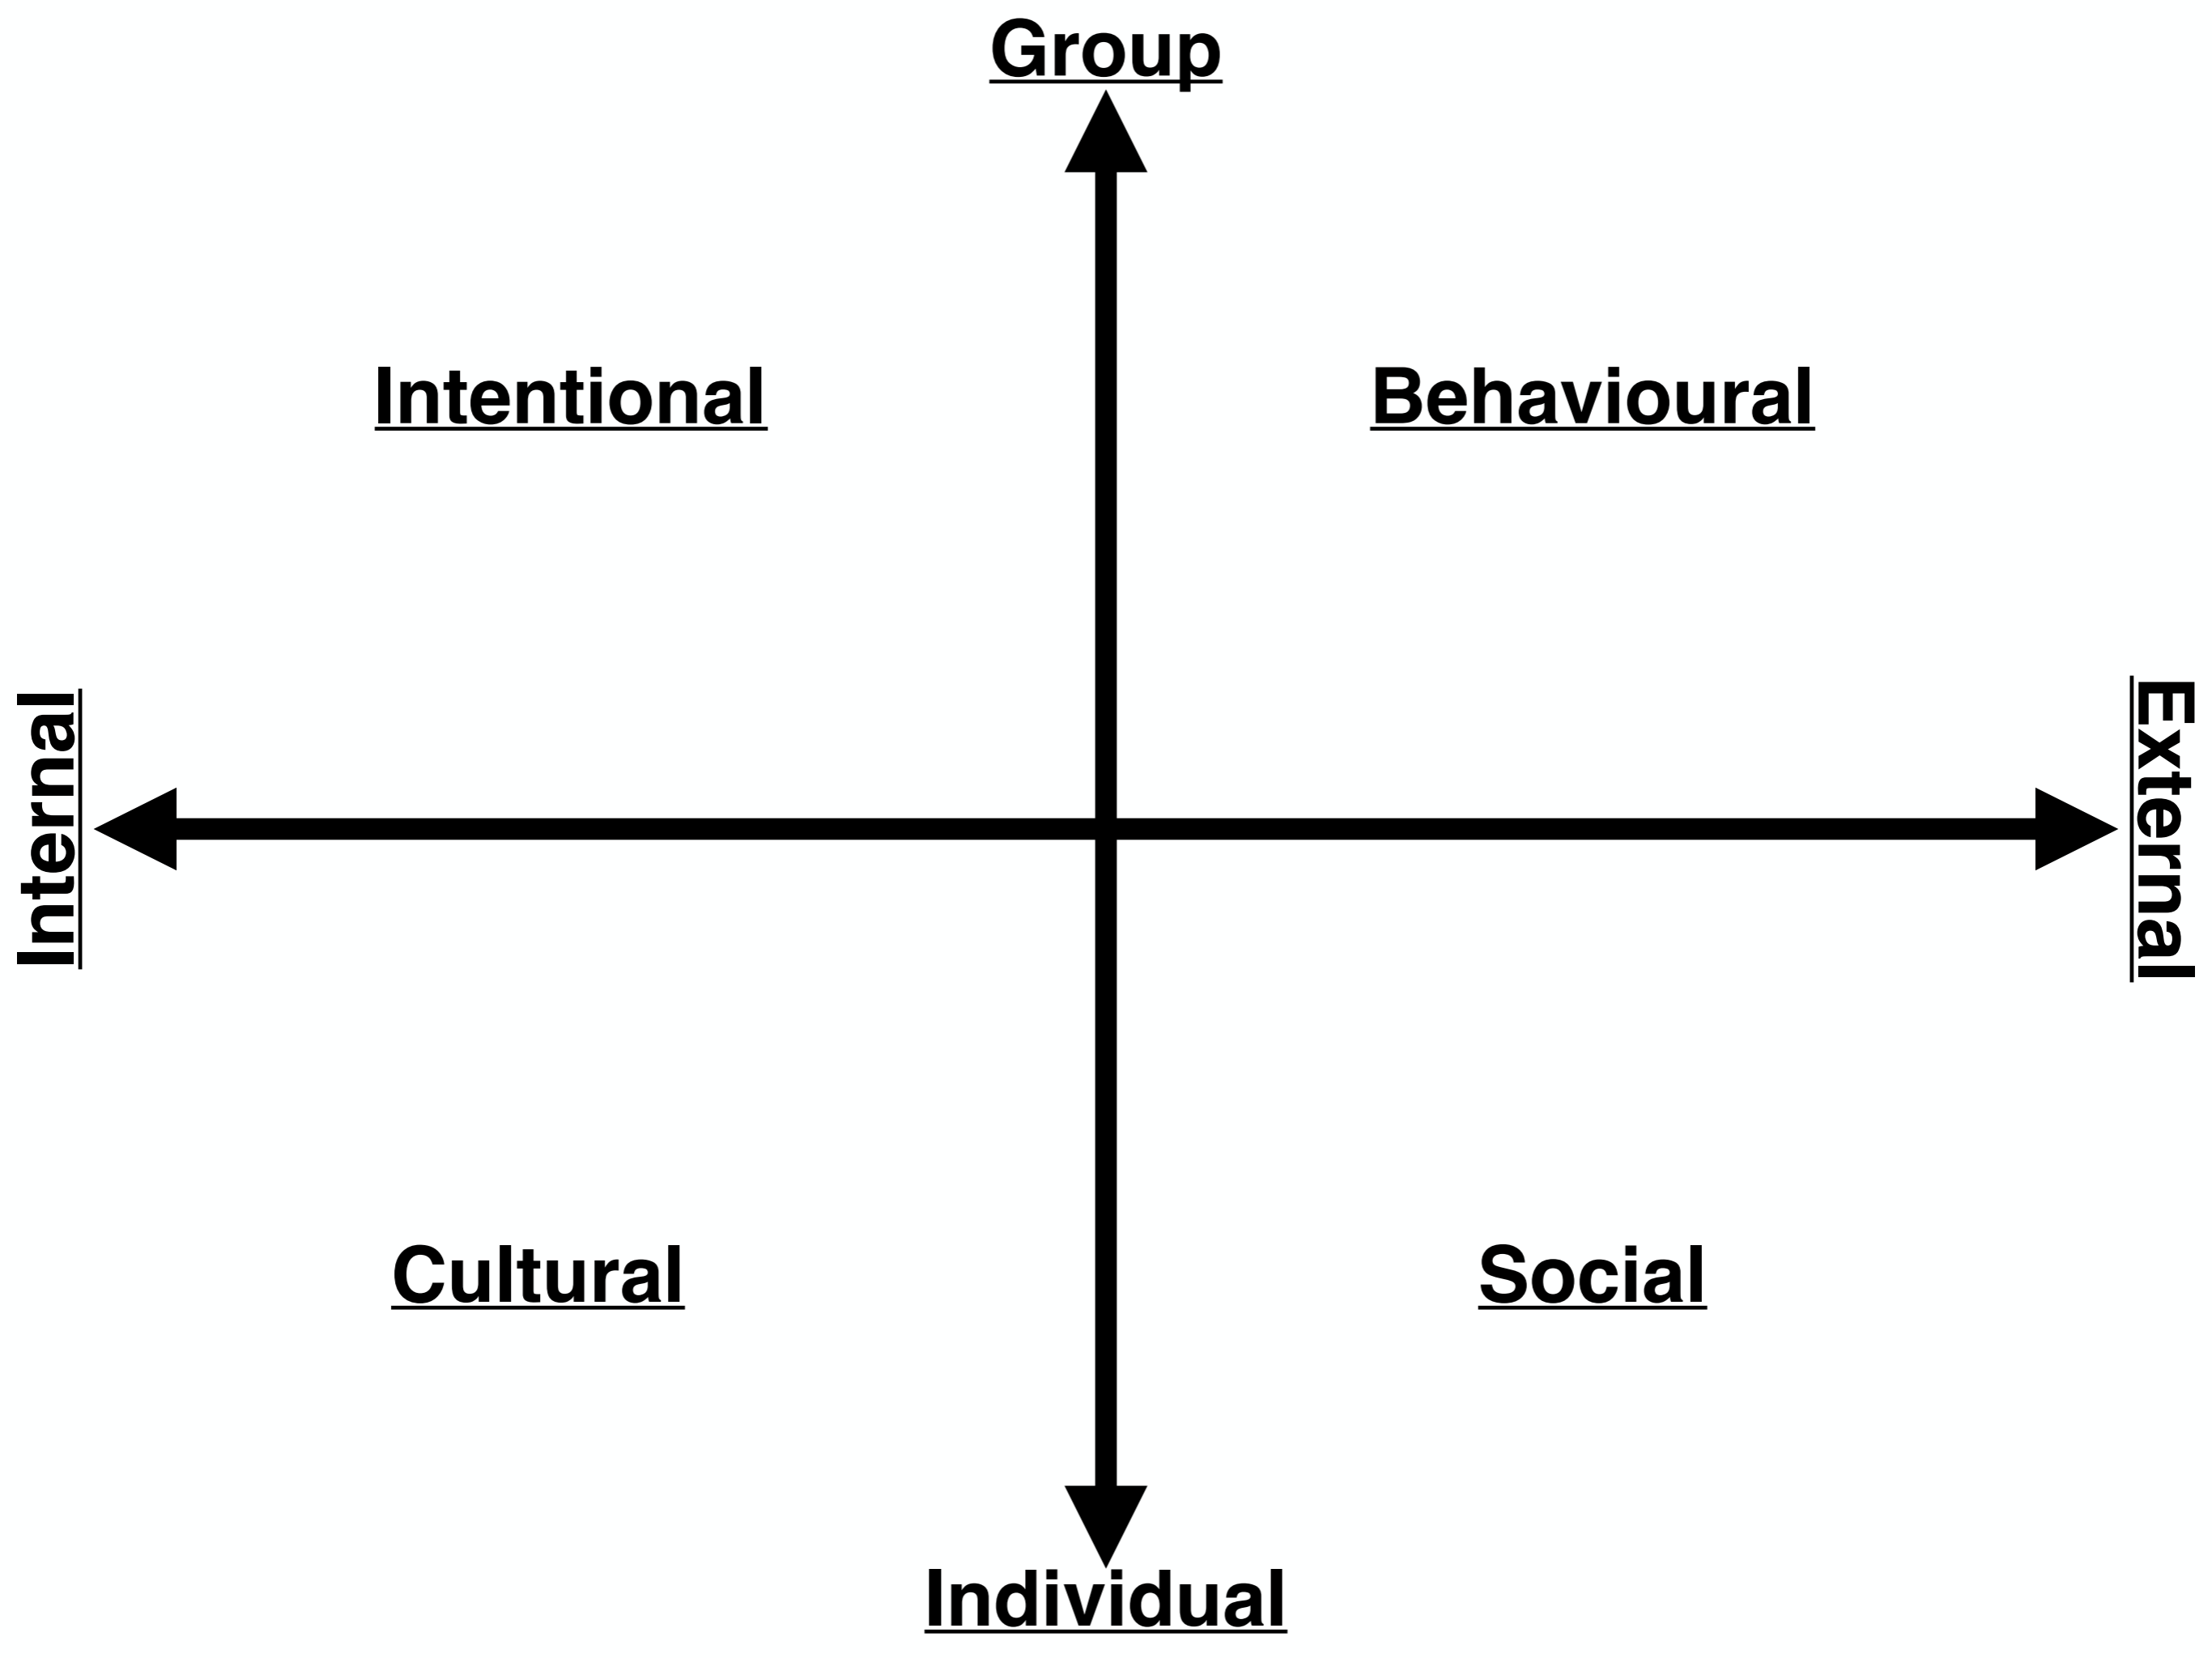 Group
Intentional
Behavioural
Internal
External
Cultural
Social
Individual